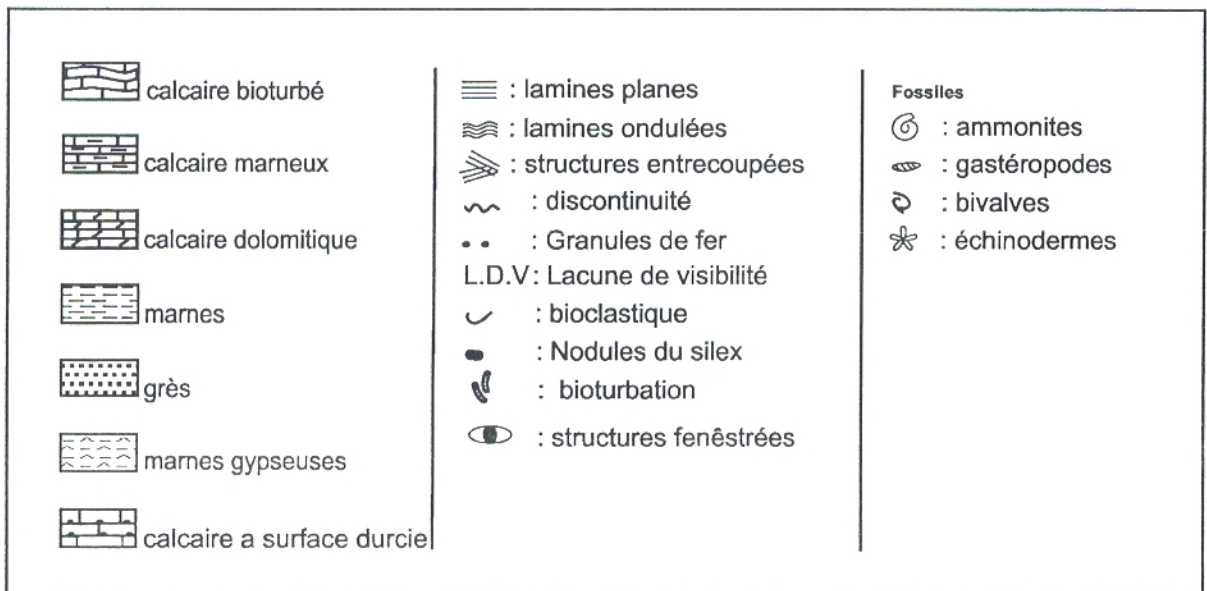 calcaire bioturbé
calcaire marneux
calcaire dolomitique
marnes
grès
marnes gypseuses
calcaire a surface durcie
: lamines planes
: lamines ondulées
: structures entrecoupées
: discontinuité
: Granules de fer
L.D.V: Lacune de visibilité
: bioclastique
: Nodules du silex
: bioturbation
: structures fenêstrées
Fossiles
: ammonites
: gastéropodes
: bivalves
: échinodermes